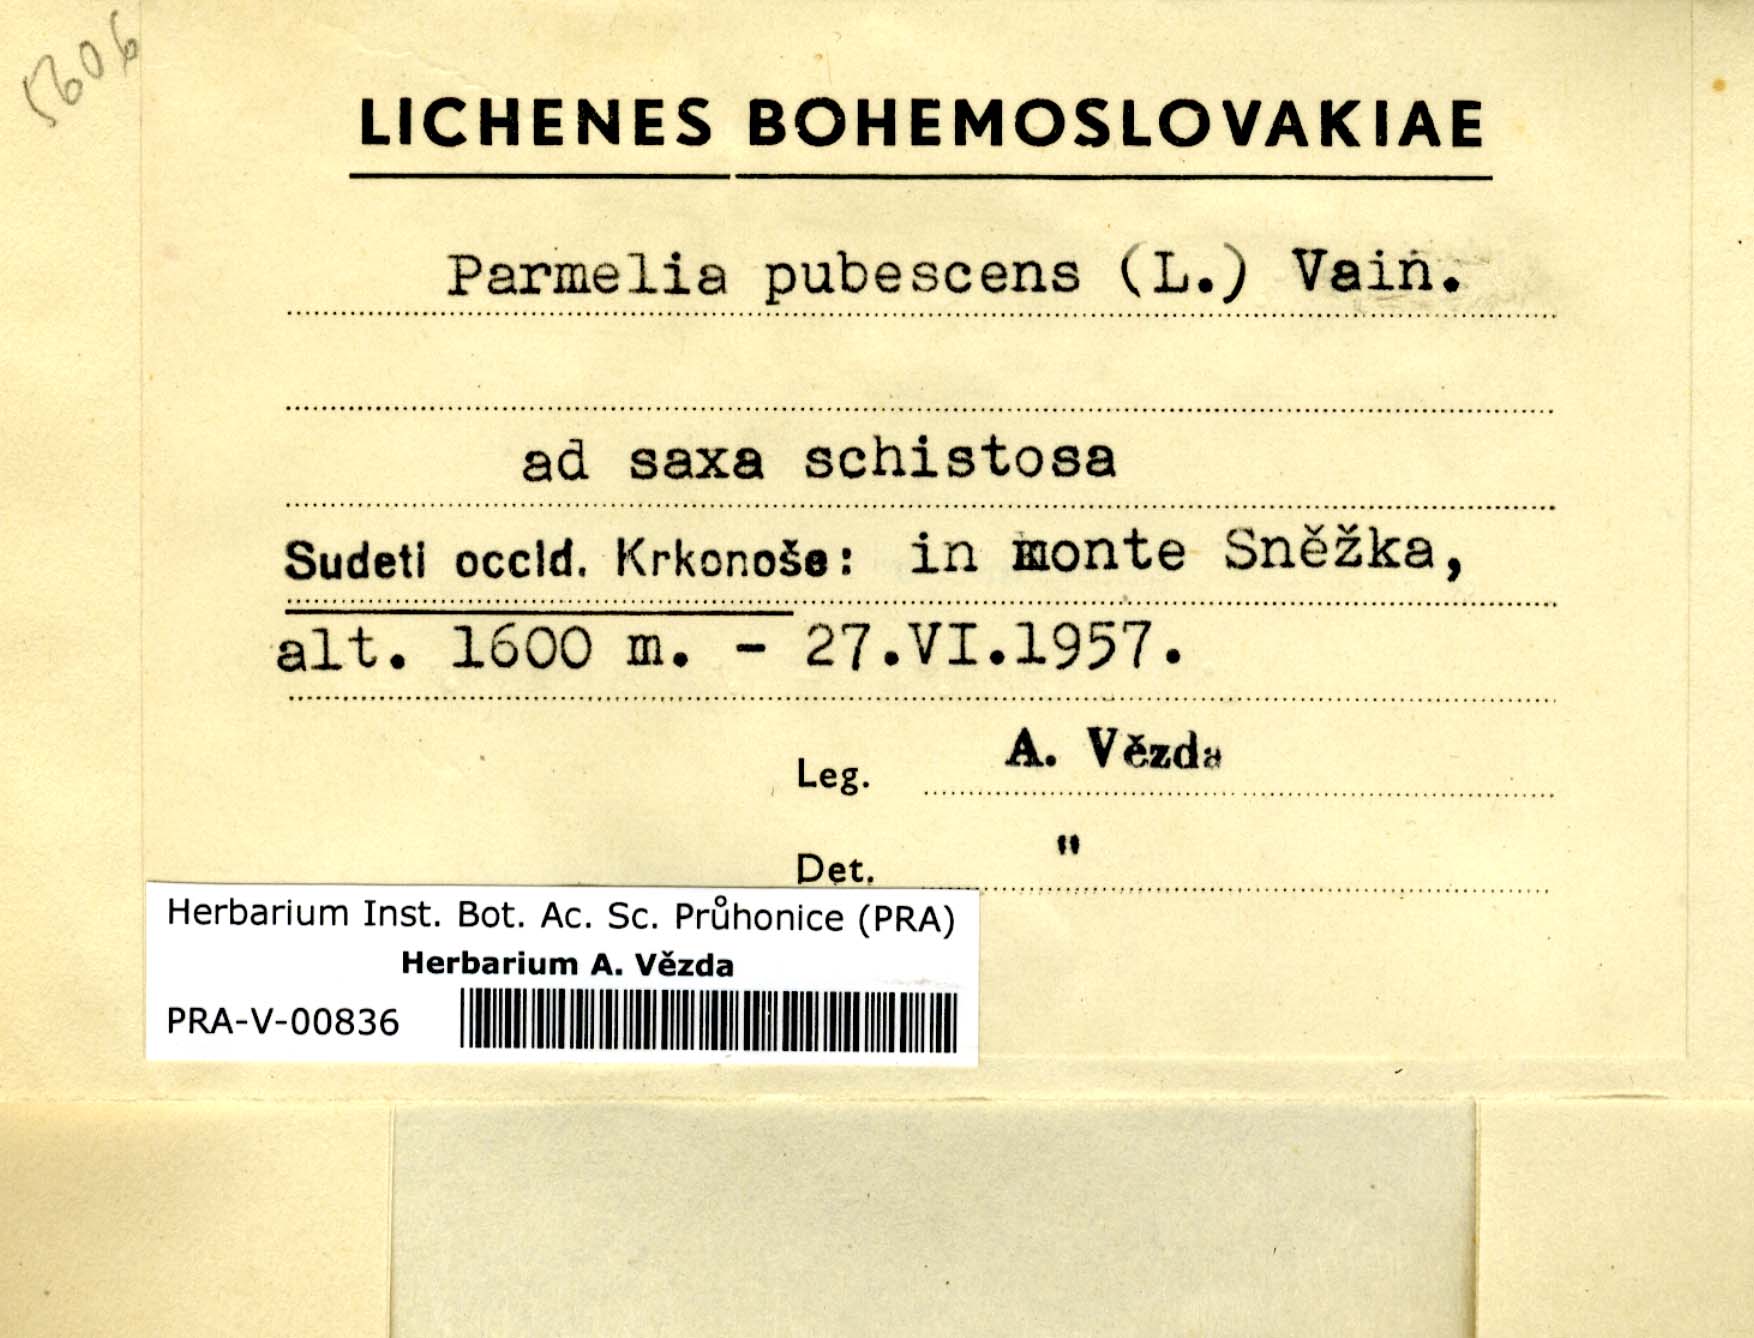 5606
LICHENES BOHEMOSLOVAKIAE
Parmelia pubescens (L.) Vain.
ad saxa schistosa
Sudeti occid. Krkonoše: in monte Sněžka,
alt. 1600 m. - 27.VI.1957.
Leg. A. Vězda
Det. "
Herbarium Inst. Bot. Ac. Sc. Průhonice (PRA)
Herbarium A. Vězda
PRA-V-00836